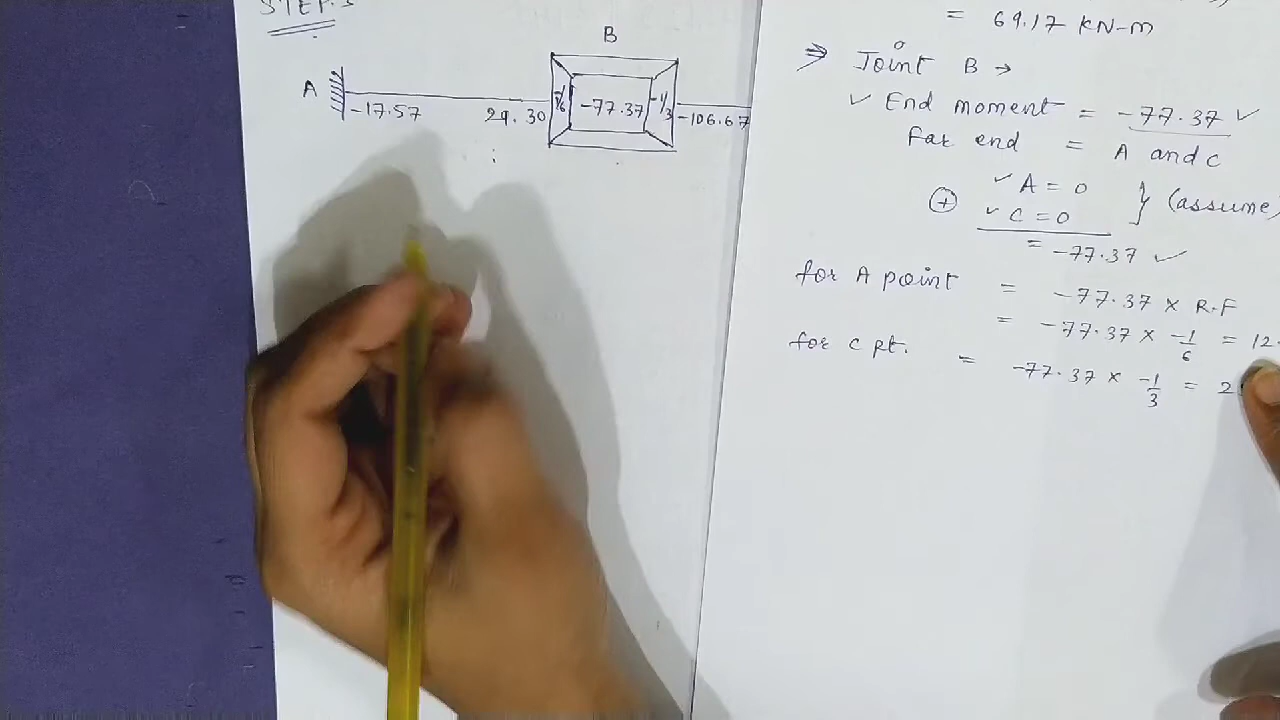 STEP.3
B
A
-17.57 29.30 -1/6 -77.37 -1/3 -106.67
= 69.17 KN-m
⇒ Joint B →
✓ End moment = -77.37 ✓
Far end = A and C
⊕ ✓ A = 0
✓ C = 0 } (assume)
= -77.37 ✓
for A point = -77.37 × R.F
= -77.37 × -1/6 = 12.
for C pt. = -77.37 × -1/3 = 2